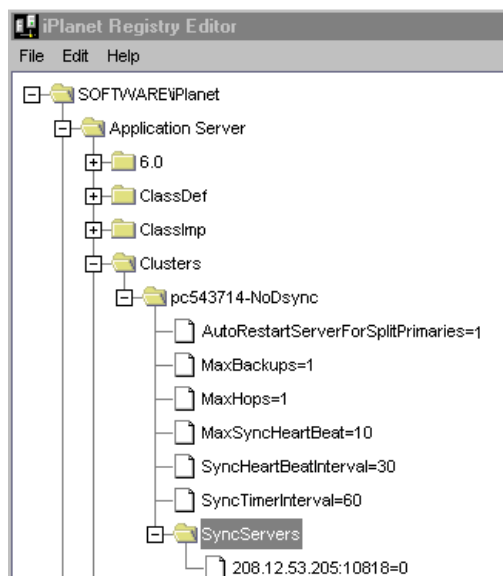 iPlanet Registry Editor
File Edit Help
SOFTWARE\iPlanet
Application Server
6.0
ClassDef
ClassImp
Clusters
pc543714-NoDsync
AutoRestartServerForSplitPrimaries=1
MaxBackups=1
MaxHops=1
MaxSyncHeartBeat=10
SyncHeartBeatInterval=30
SyncTimerInterval=60
SyncServers
208.12.53.205:10818=0